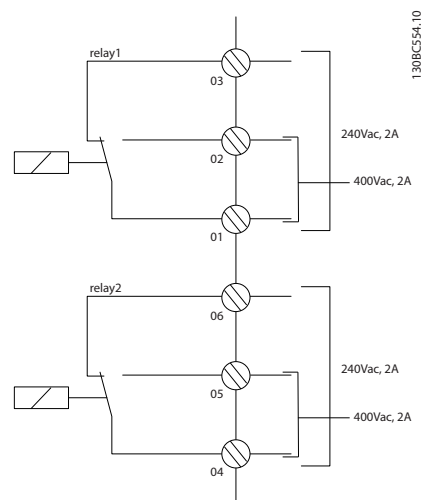 130BC554.10
relay1
03
240Vac, 2A
02
400Vac, 2A
01
relay2
06
240Vac, 2A
05
400Vac, 2A
04